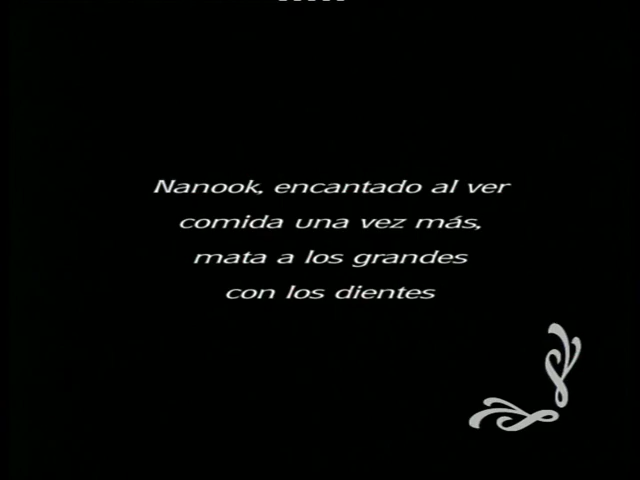 Nanook, encantado al ver
comida una vez más,
mata a los grandes
con los dientes